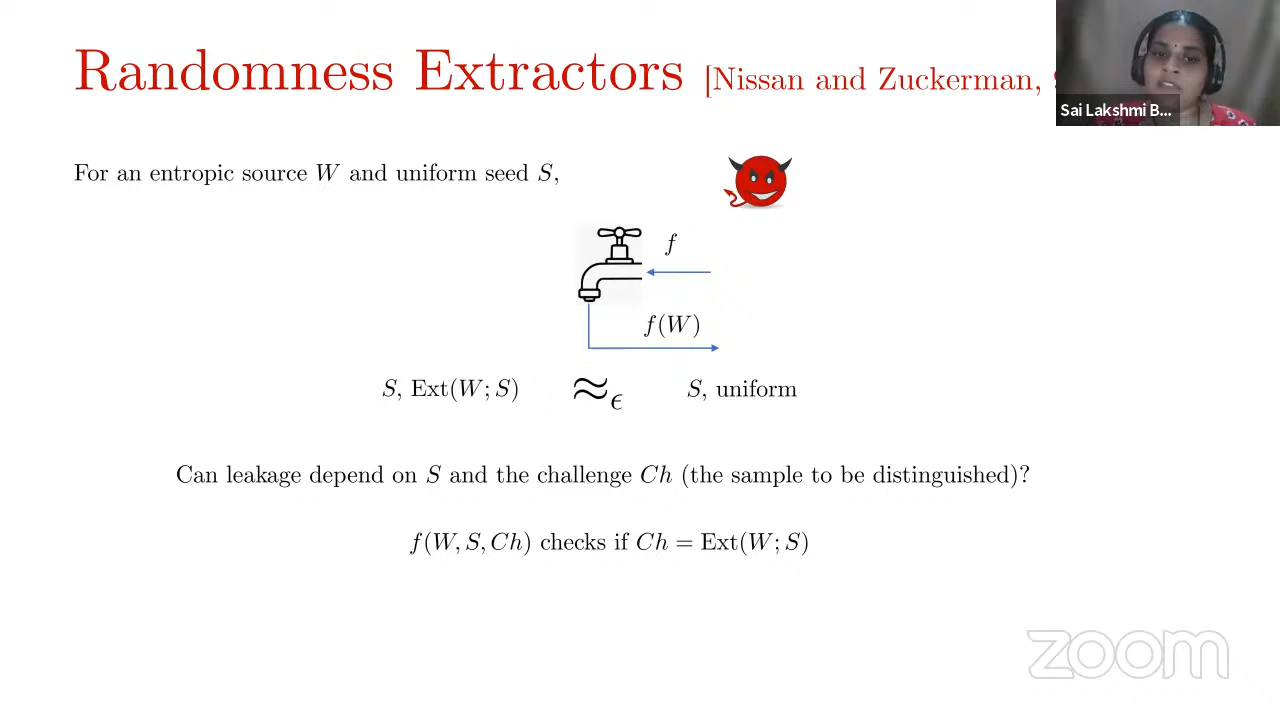 Randomness Extractors [Nissan and Zuckerman,
Sai Lakshmi B...
For an entropic source W and uniform seed S,
f
f(W)
S, Ext(W; S) ≈ϵ S, uniform
Can leakage depend on S and the challenge Ch (the sample to be distinguished)?
f(W, S, Ch) checks if Ch = Ext(W; S)
zoom